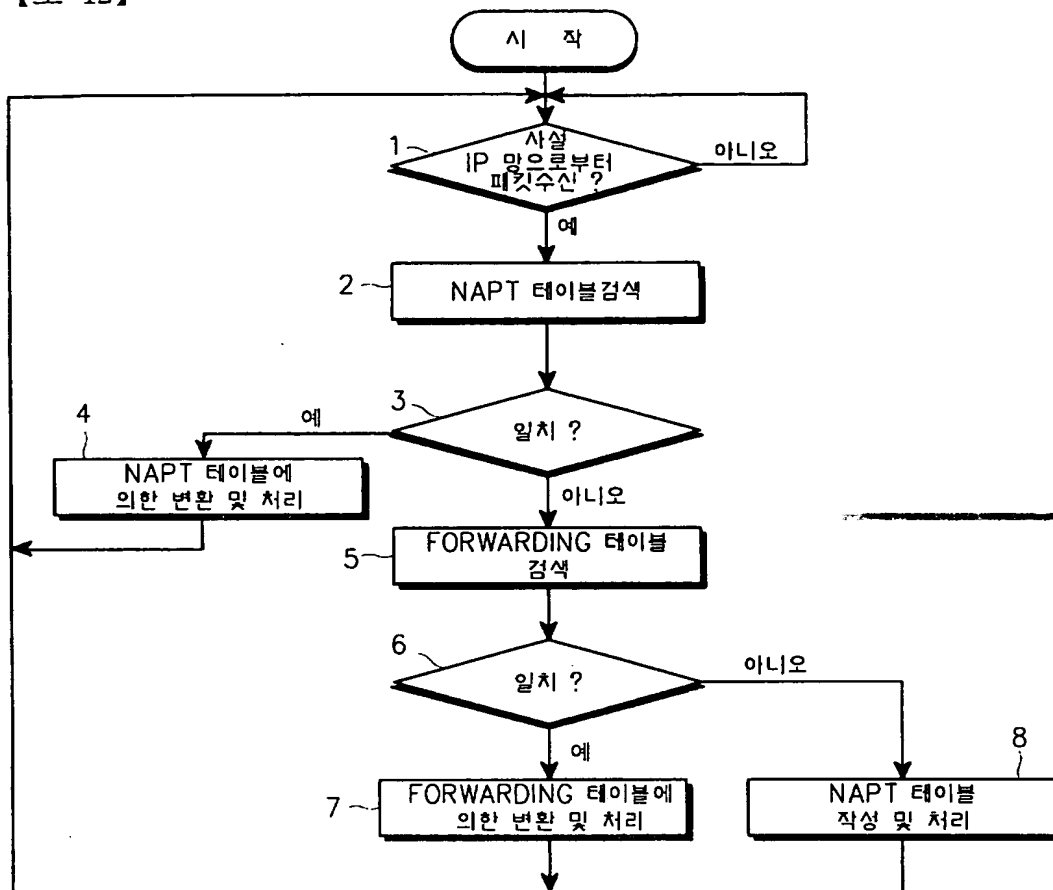 시 작
1
사설
IP 망으로부터
패킷수신 ?
아니오
예
2
NAPT 테이블검색
3
일치 ?
예
4
NAPT 테이블에
의한 변환 및 처리
아니오
5
FORWARDING 테이블
검색
6
일치 ?
아니오
예
7
FORWARDING 테이블에
의한 변환 및 처리
8
NAPT 테이블
작성 및 처리